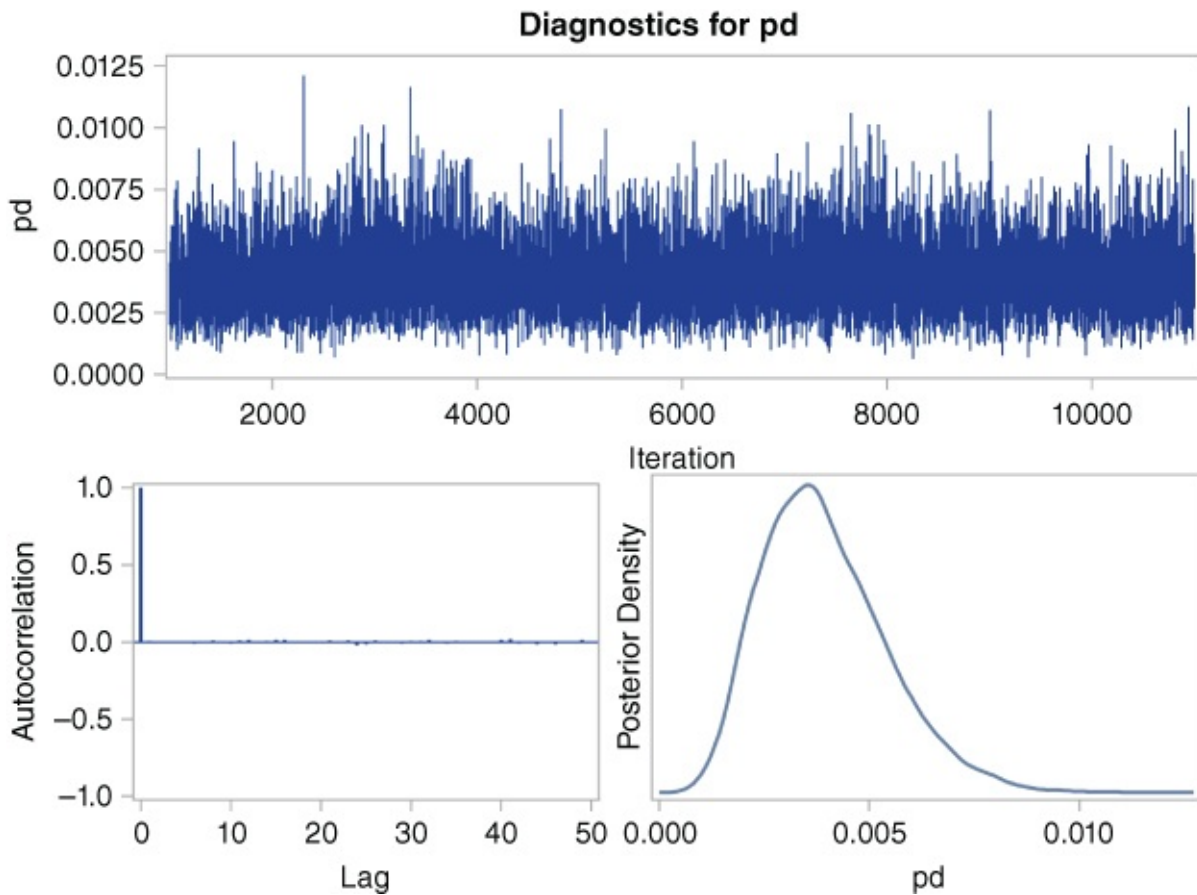 Diagnostics for pd
pd
0.0125
0.0100
0.0075
0.0050
0.0025
0.0000
2000 4000 6000 8000 10000
Iteration
Autocorrelation
1.0
0.5
0.0
−0.5
−1.0
0 10 20 30 40 50
Lag
Posterior Density
0.000 0.005 0.010
pd